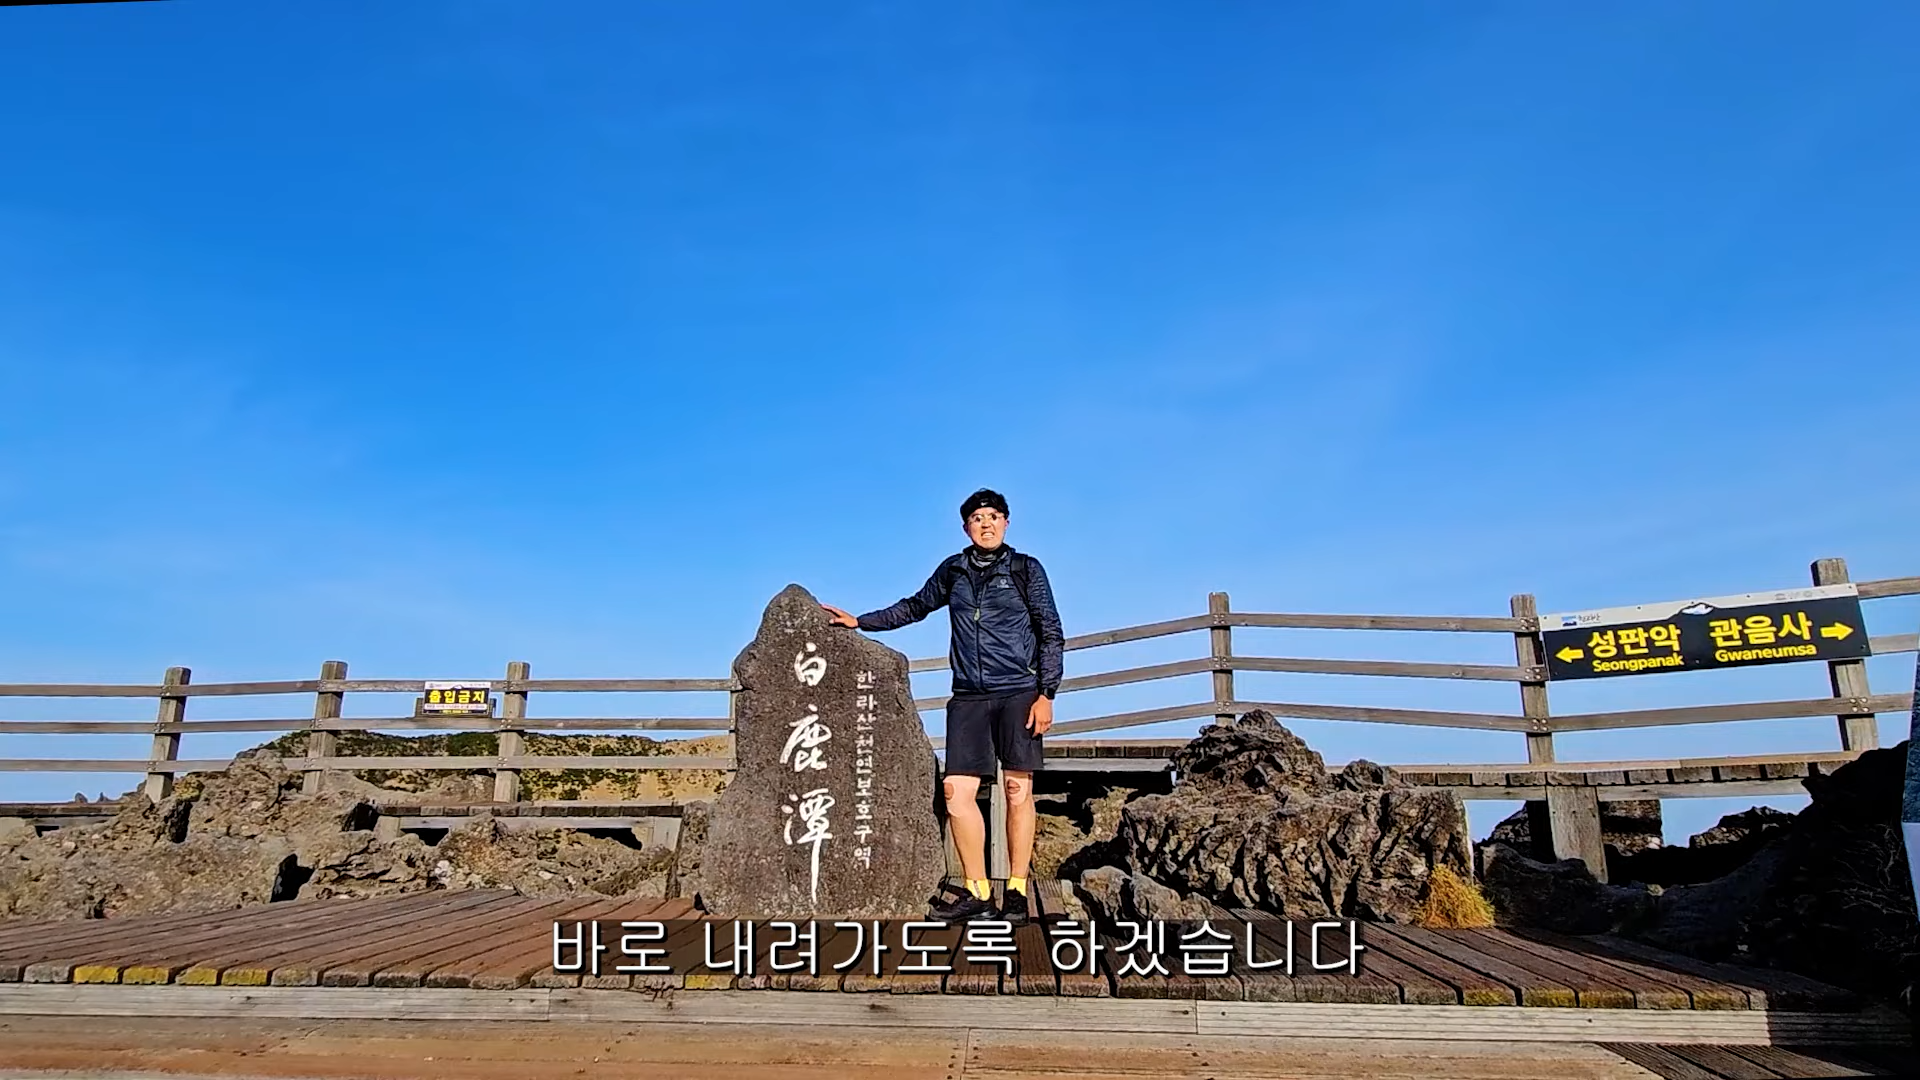 白鹿潭
한라산천연보호구역
출입금지
← 성판악 관음사 →
Seongpanak Gwaneumsa
바로 내려가도록 하겠습니다